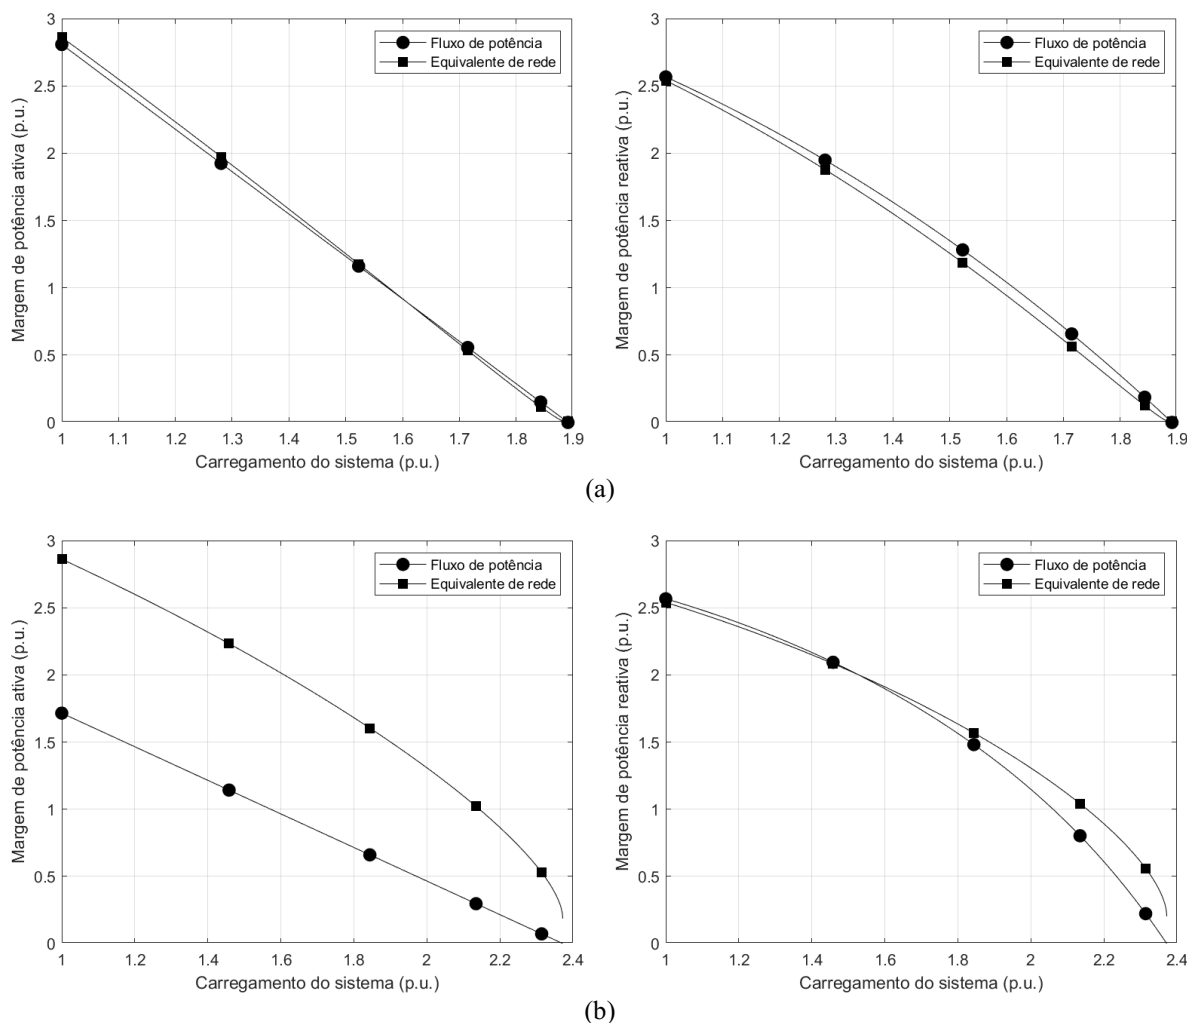 Margem de potência ativa (p.u.)
3
2.5
2
1.5
1
0.5
0
Fluxo de potência
Equivalente de rede
1 1.1 1.2 1.3 1.4 1.5 1.6 1.7 1.8 1.9
Carregamento do sistema (p.u.)
Margem de potência reativa (p.u.)
3
2.5
2
1.5
1
0.5
0
Fluxo de potência
Equivalente de rede
1 1.1 1.2 1.3 1.4 1.5 1.6 1.7 1.8 1.9
Carregamento do sistema (p.u.)
(a)
Margem de potência ativa (p.u.)
3
2.5
2
1.5
1
0.5
0
Fluxo de potência
Equivalente de rede
1 1.2 1.4 1.6 1.8 2 2.2 2.4
Carregamento do sistema (p.u.)
Margem de potência reativa (p.u.)
3
2.5
2
1.5
1
0.5
0
Fluxo de potência
Equivalente de rede
1 1.2 1.4 1.6 1.8 2 2.2 2.4
Carregamento do sistema (p.u.)
(b)